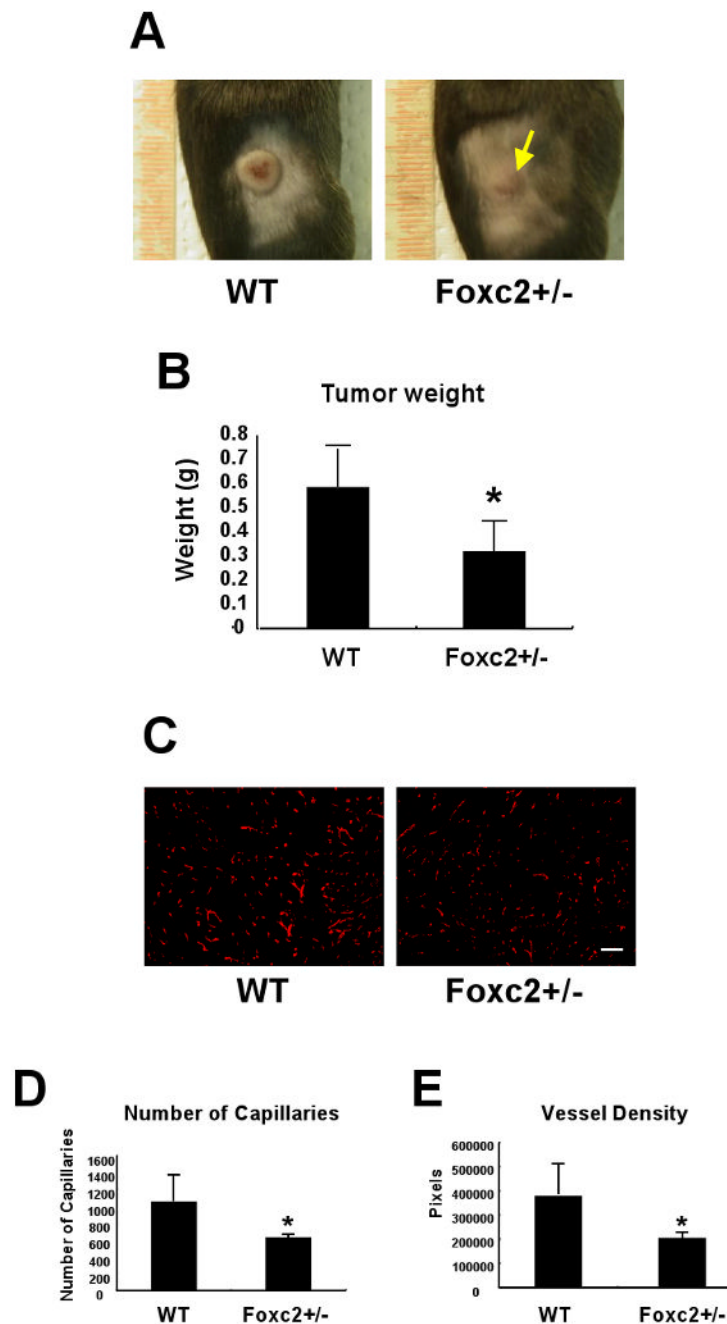 A
WT
Foxc2+/-
B
Tumor weight
Weight (g)
0.8
0.7
0.6
0.5
0.4
0.3
0.2
0.1
0
WT
Foxc2+/-
*
C
WT
Foxc2+/-
D
Number of Capillaries
Number of Capillaries
1600
1400
1200
1000
800
600
400
200
0
WT
Foxc2+/-
*
E
Vessel Density
Pixels
600000
500000
400000
300000
200000
100000
0
WT
Foxc2+/-
*